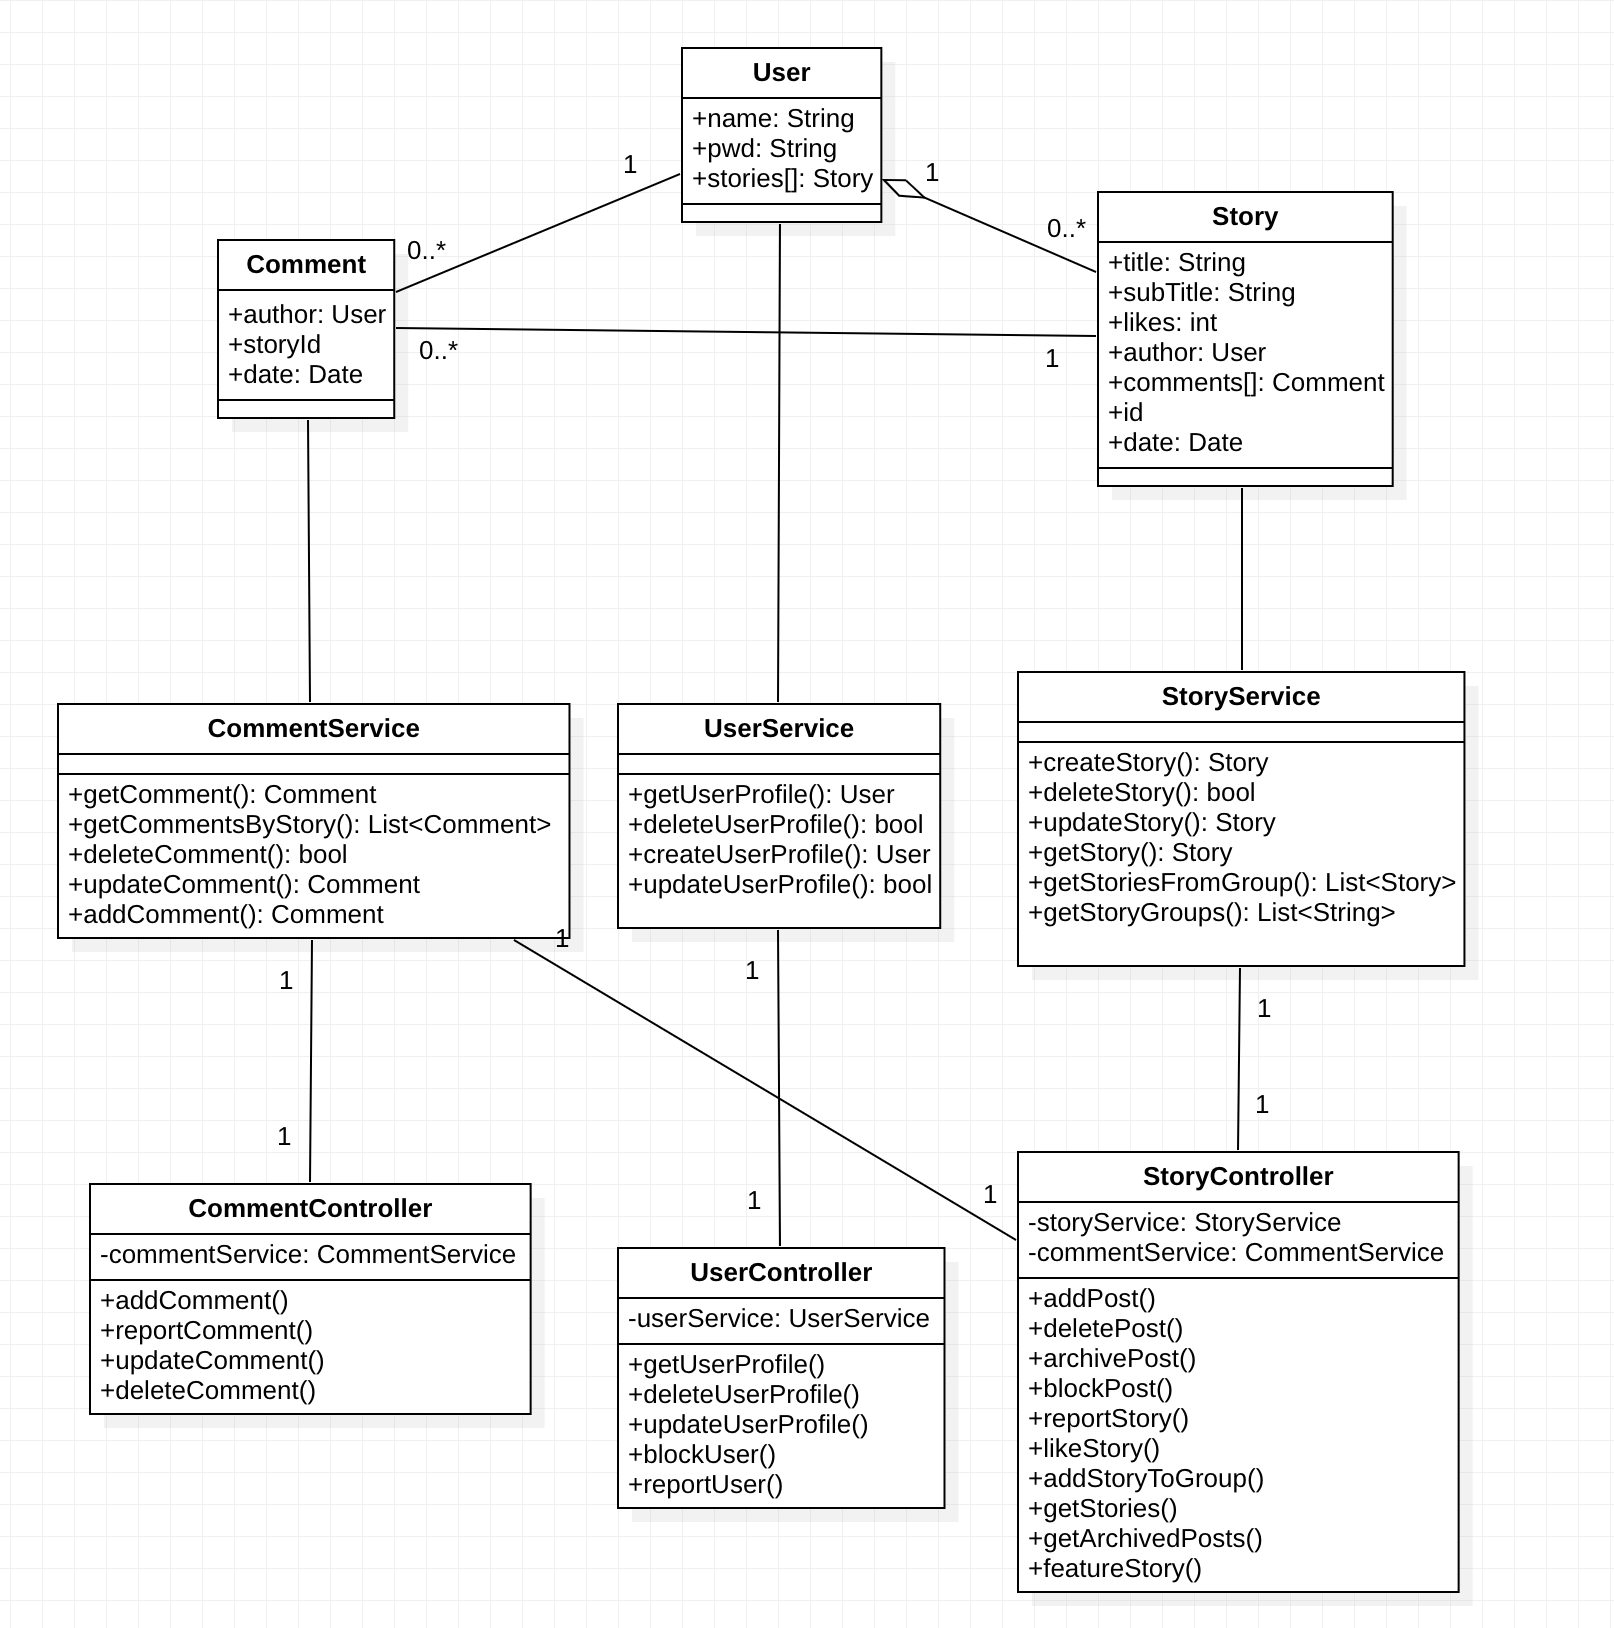 User
+name: String
+pwd: String
+stories[]: Story
1
1
0..*
0..*
Comment
+author: User
+storyId
+date: Date
0..*
1
Story
+title: String
+subTitle: String
+likes: int
+author: User
+comments[]: Comment
+id
+date: Date
CommentService
+getComment(): Comment
+getCommentsByStory(): List<Comment>
+deleteComment(): bool
+updateComment(): Comment
+addComment(): Comment
1
1
UserService
+getUserProfile(): User
+deleteUserProfile(): bool
+createUserProfile(): User
+updateUserProfile(): bool
1
StoryService
+createStory(): Story
+deleteStory(): bool
+updateStory(): Story
+getStory(): Story
+getStoriesFromGroup(): List<Story>
+getStoryGroups(): List<String>
1
1
1
1
1
CommentController
-commentService: CommentService
+addComment()
+reportComment()
+updateComment()
+deleteComment()
UserController
-userService: UserService
+getUserProfile()
+deleteUserProfile()
+updateUserProfile()
+blockUser()
+reportUser()
StoryController
-storyService: StoryService
-commentService: CommentService
+addPost()
+deletePost()
+archivePost()
+blockPost()
+reportStory()
+likeStory()
+addStoryToGroup()
+getStories()
+getArchivedPosts()
+featureStory()